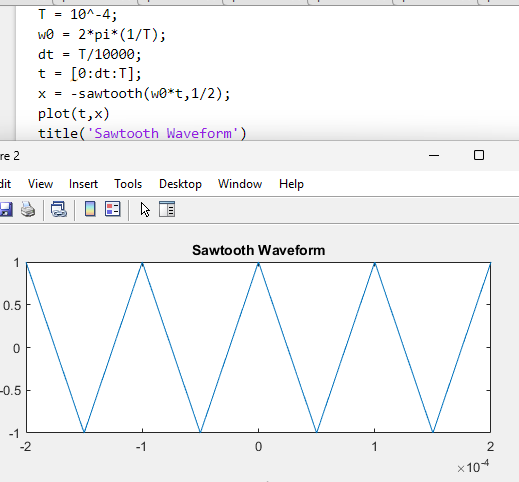 T = 10^-4;
w0 = 2*pi*(1/T);
dt = T/10000;
t = [0:dt:T];
x = -sawtooth(w0*t,1/2);
plot(t,x)
title('Sawtooth Waveform')
re 2
dit View Insert Tools Desktop Window Help
Sawtooth Waveform
1
0.5
0
-0.5
-1
-2 -1 0 1 2
×10-4